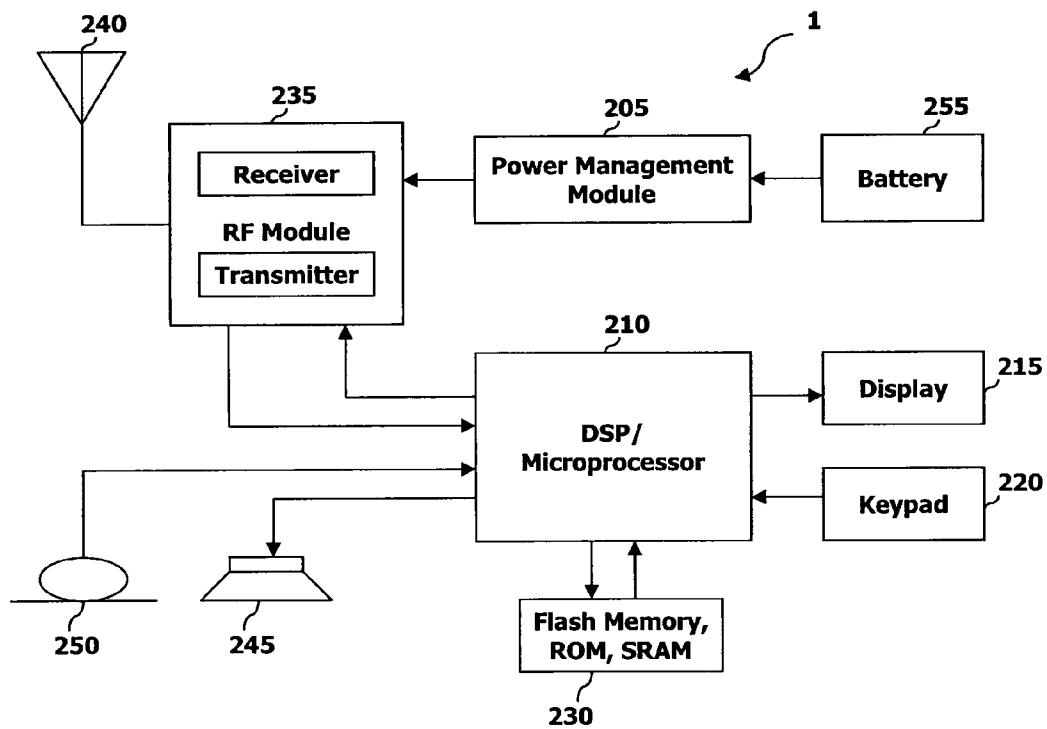 240
1
235
205
255
Receiver
RF Module
Transmitter
Power Management
Module
Battery
210
DSP/
Microprocessor
Display
215
Keypad
220
250
245
Flash Memory,
ROM, SRAM
230